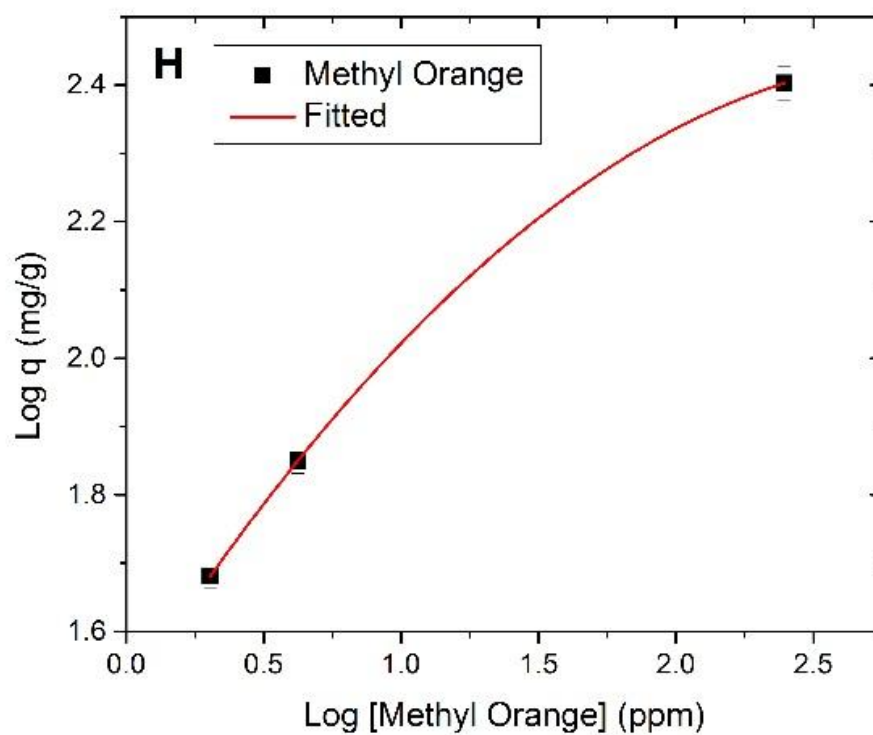 H
Methyl Orange
Fitted
2.4
2.2
2.0
1.8
1.6
Log q (mg/g)
0.0 0.5 1.0 1.5 2.0 2.5
Log [Methyl Orange] (ppm)